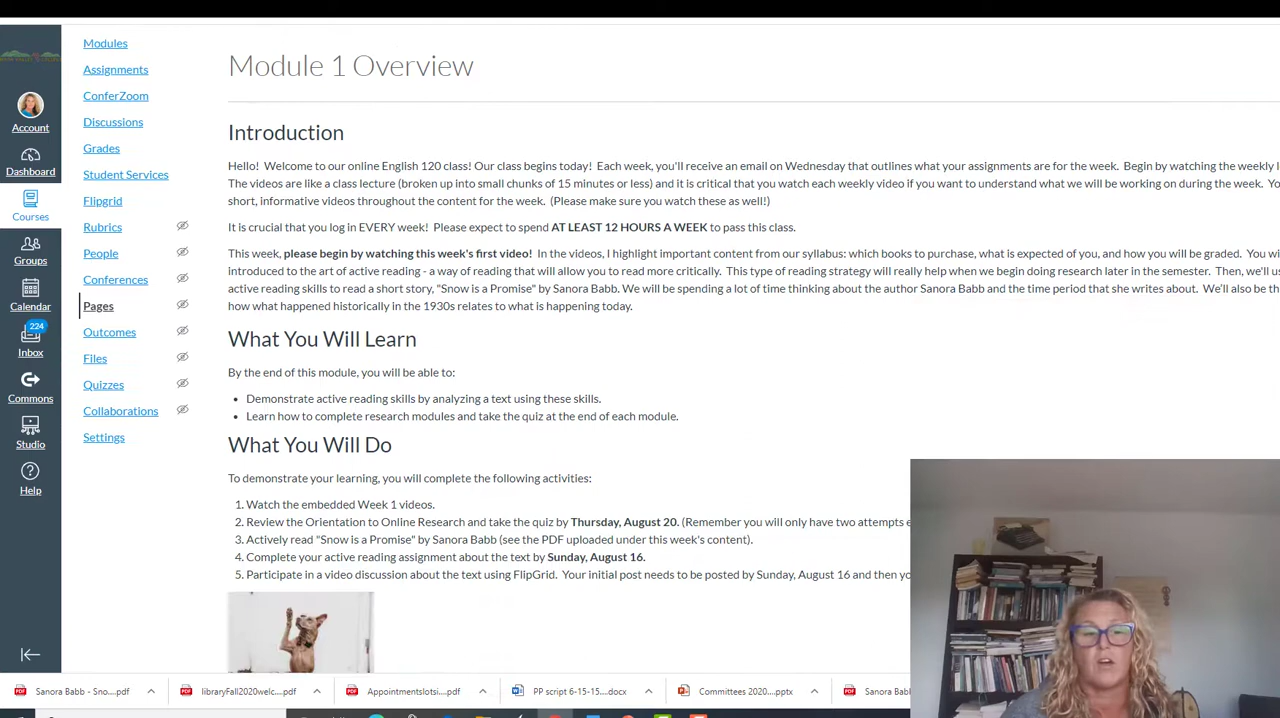 Modules
Assignments
ConferZoom
Discussions
Grades
Student Services
Flipgrid
Rubrics
People
Conferences
Pages
Outcomes
Files
Quizzes
Collaborations
Settings
Account
Dashboard
Courses
Groups
Calendar
224
Inbox
Commons
Studio
Help
Module 1 Overview
Introduction
Hello! Welcome to our online English 120 class! Our class begins today! Each week, you'll receive an email on Wednesday that outlines what your assignments are for the week. Begin by watching the weekly
The videos are like a class lecture (broken up into small chunks of 15 minutes or less) and it is critical that you watch each weekly video if you want to understand what we will be working on during the week.
short, informative videos throughout the content for the week. (Please make sure you watch these as well!)
It is crucial that you log in EVERY week! Please expect to spend AT LEAST 12 HOURS A WEEK to pass this class.
This week, please begin by watching this week's first video! In the videos, I highlight important content from our syllabus: which books to purchase, what is expected of you, and how you will be graded. You wi
introduced to the art of active reading - a way of reading that will allow you to read more critically. This type of reading strategy will really help when we begin doing research later in the semester. Then, we'll us
active reading skills to read a short story, "Snow is a Promise" by Sanora Babb. We will be spending a lot of time thinking about the author Sanora Babb and the time period that she writes about. We'll also be th
how what happened historically in the 1930s relates to what is happening today.
What You Will Learn
By the end of this module, you will be able to:
• Demonstrate active reading skills by analyzing a text using these skills.
• Learn how to complete research modules and take the quiz at the end of each module.
What You Will Do
To demonstrate your learning, you will complete the following activities:
1. Watch the embedded Week 1 videos.
2. Review the Orientation to Online Research and take the quiz by Thursday, August 20. (Remember you will only have two attempts e
3. Actively read "Snow is a Promise" by Sanora Babb (see the PDF uploaded under this week's content).
4. Complete your active reading assignment about the text by Sunday, August 16.
5. Participate in a video discussion about the text using FlipGrid. Your initial post needs to be posted by Sunday, August 16 and then yo
Sanora Babb - Sno....pdf
libraryFall2020welc....pdf
Appointmentslotsi....pdf
PP script 6-15-15....docx
Committees 2020....pptx
Sanora Bab